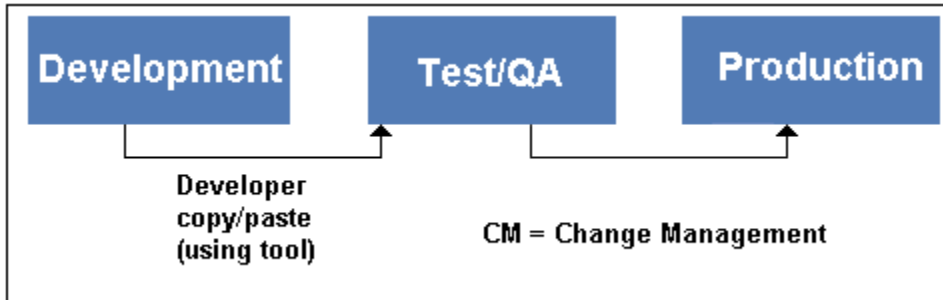 Development
Test/QA
Production
Developer
copy/paste
(using tool)
CM = Change Management